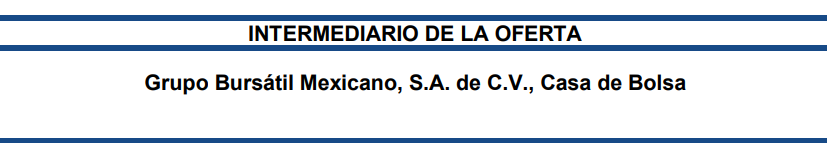 INTERMEDIARIO DE LA OFERTA
Grupo Bursátil Mexicano, S.A. de C.V., Casa de Bolsa